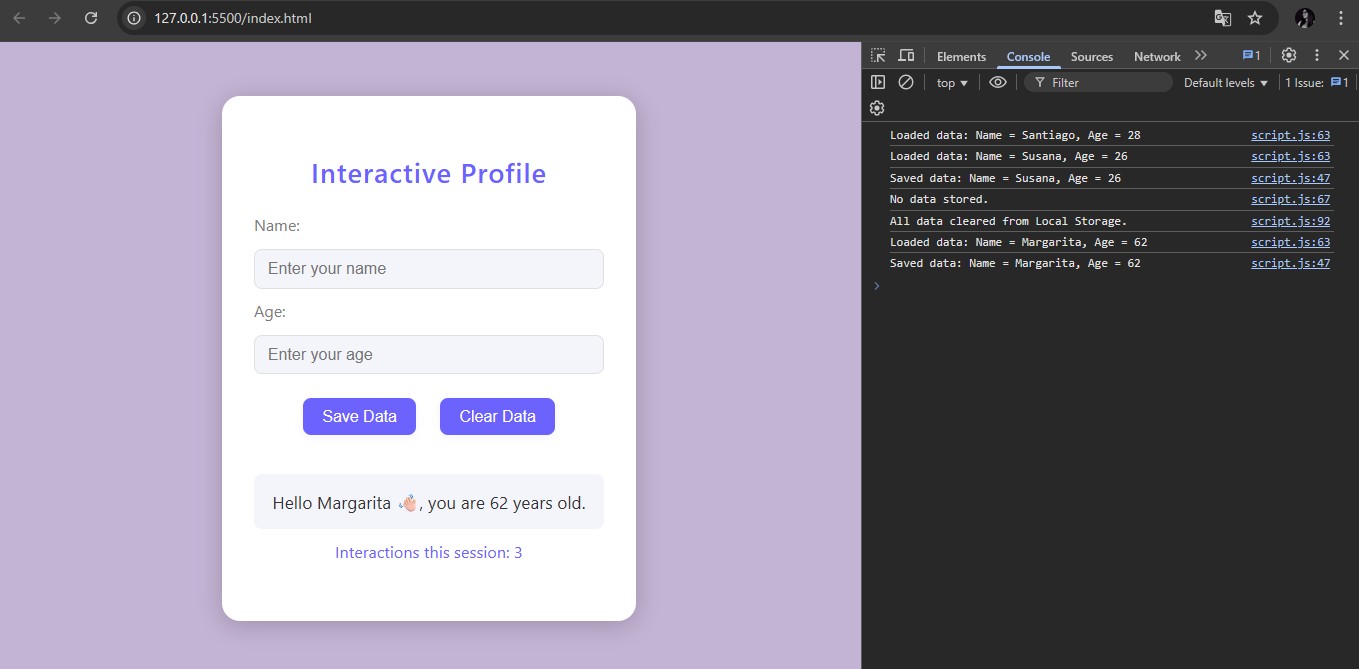 127.0.0.1:5500/index.html
Interactive Profile
Name:
Enter your name
Age:
Enter your age
Save Data Clear Data
Hello Margarita 👋🏻, you are 62 years old.
Interactions this session: 3
Elements Console Sources Network 1
top Filter Default levels 1 Issue: 1
Loaded data: Name = Santiago, Age = 28 script.js:63
Loaded data: Name = Susana, Age = 26 script.js:63
Saved data: Name = Susana, Age = 26 script.js:47
No data stored. script.js:67
All data cleared from Local Storage. script.js:92
Loaded data: Name = Margarita, Age = 62 script.js:63
Saved data: Name = Margarita, Age = 62 script.js:47